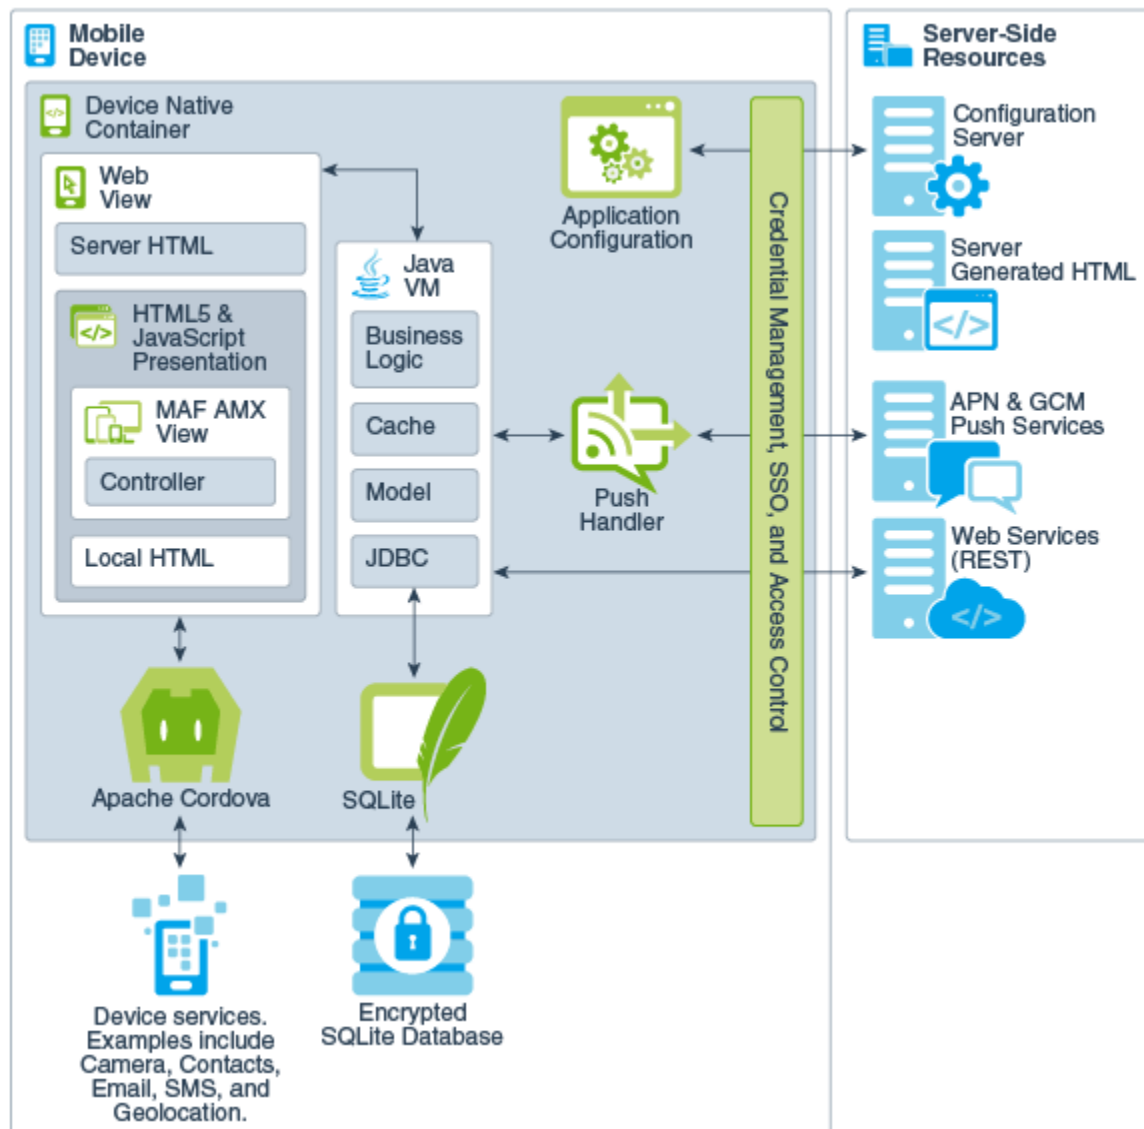 Mobile
Device
Device Native
Container
Web
View
Server HTML
HTML5 &
JavaScript
Presentation
MAF AMX
View
Controller
Local HTML
Java
VM
Business
Logic
Cache
Model
JDBC
Application
Configuration
Push
Handler
Credential Management, SSO, and Access Control
Apache Cordova
SQLite
Device services.
Examples include
Camera, Contacts,
Email, SMS, and
Geolocation.
Encrypted
SQLite Database
Server-Side
Resources
Configuration
Server
Server
Generated HTML
APN & GCM
Push Services
Web Services
(REST)